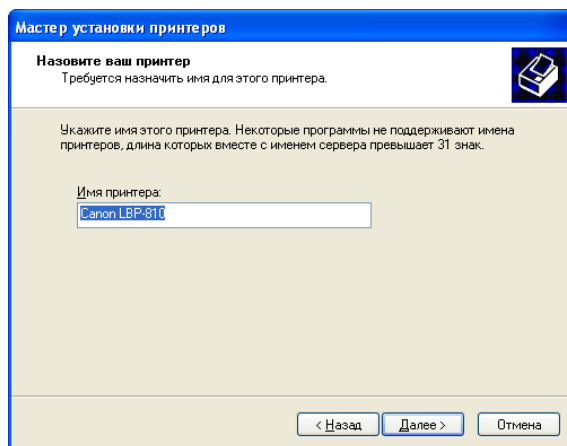 Мастер установки принтеров
Назовите ваш принтер
Требуется назначить имя для этого принтера.
Укажите имя этого принтера. Некоторые программы не поддерживают имена
принтеров, длина которых вместе с именем сервера превышает 31 знак.
Имя принтера:
Canon LBP-810
< Назад Далее > Отмена